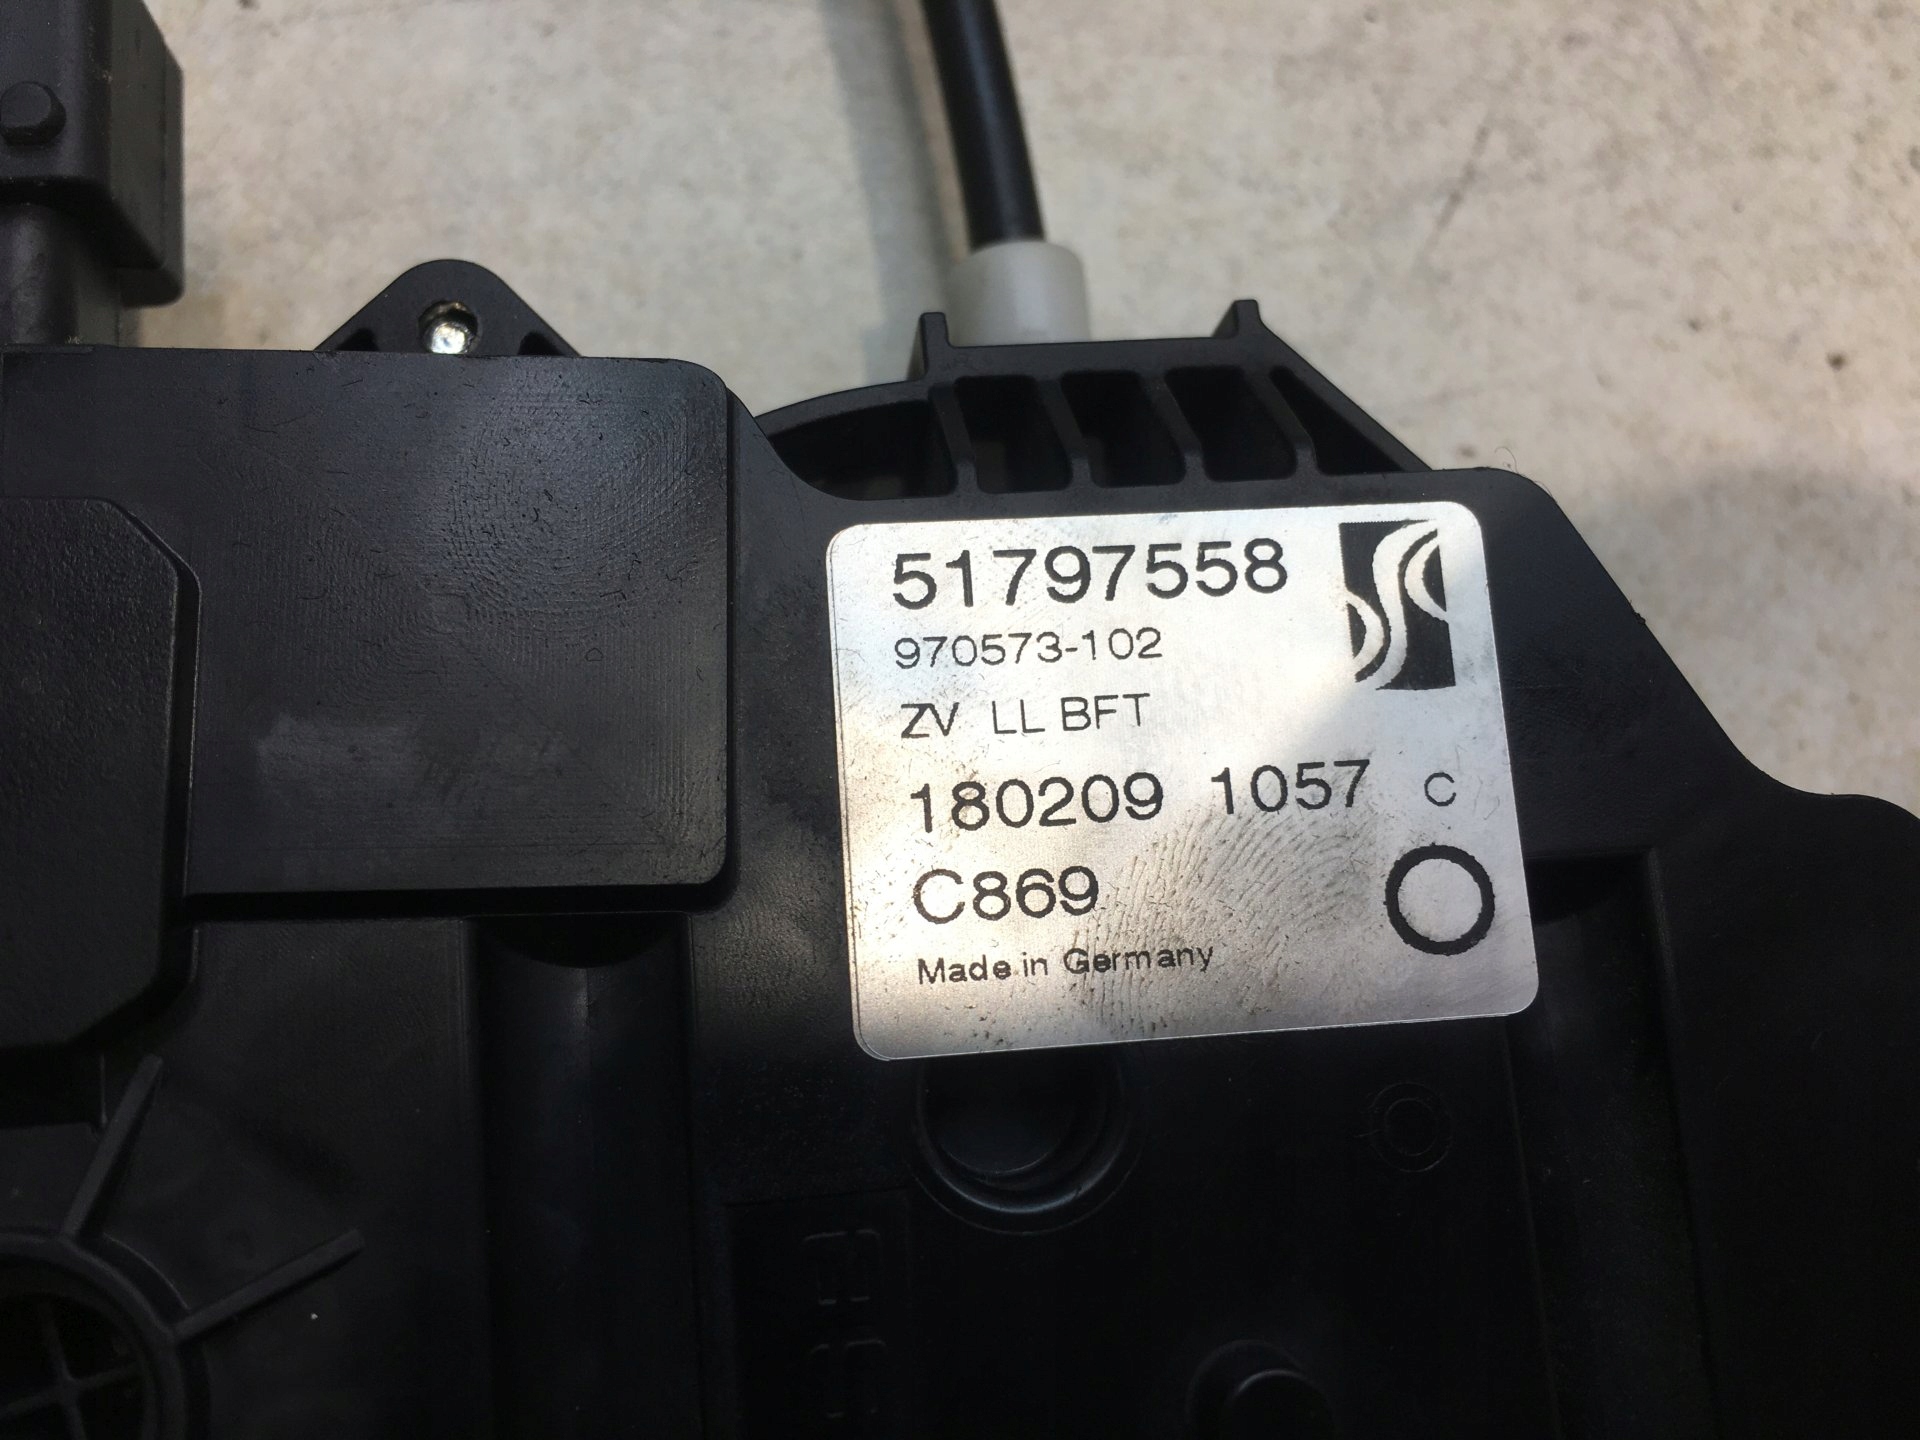 51797558
970573-102
ZV LL BFT
180209 1057 C
C869
Made in Germany